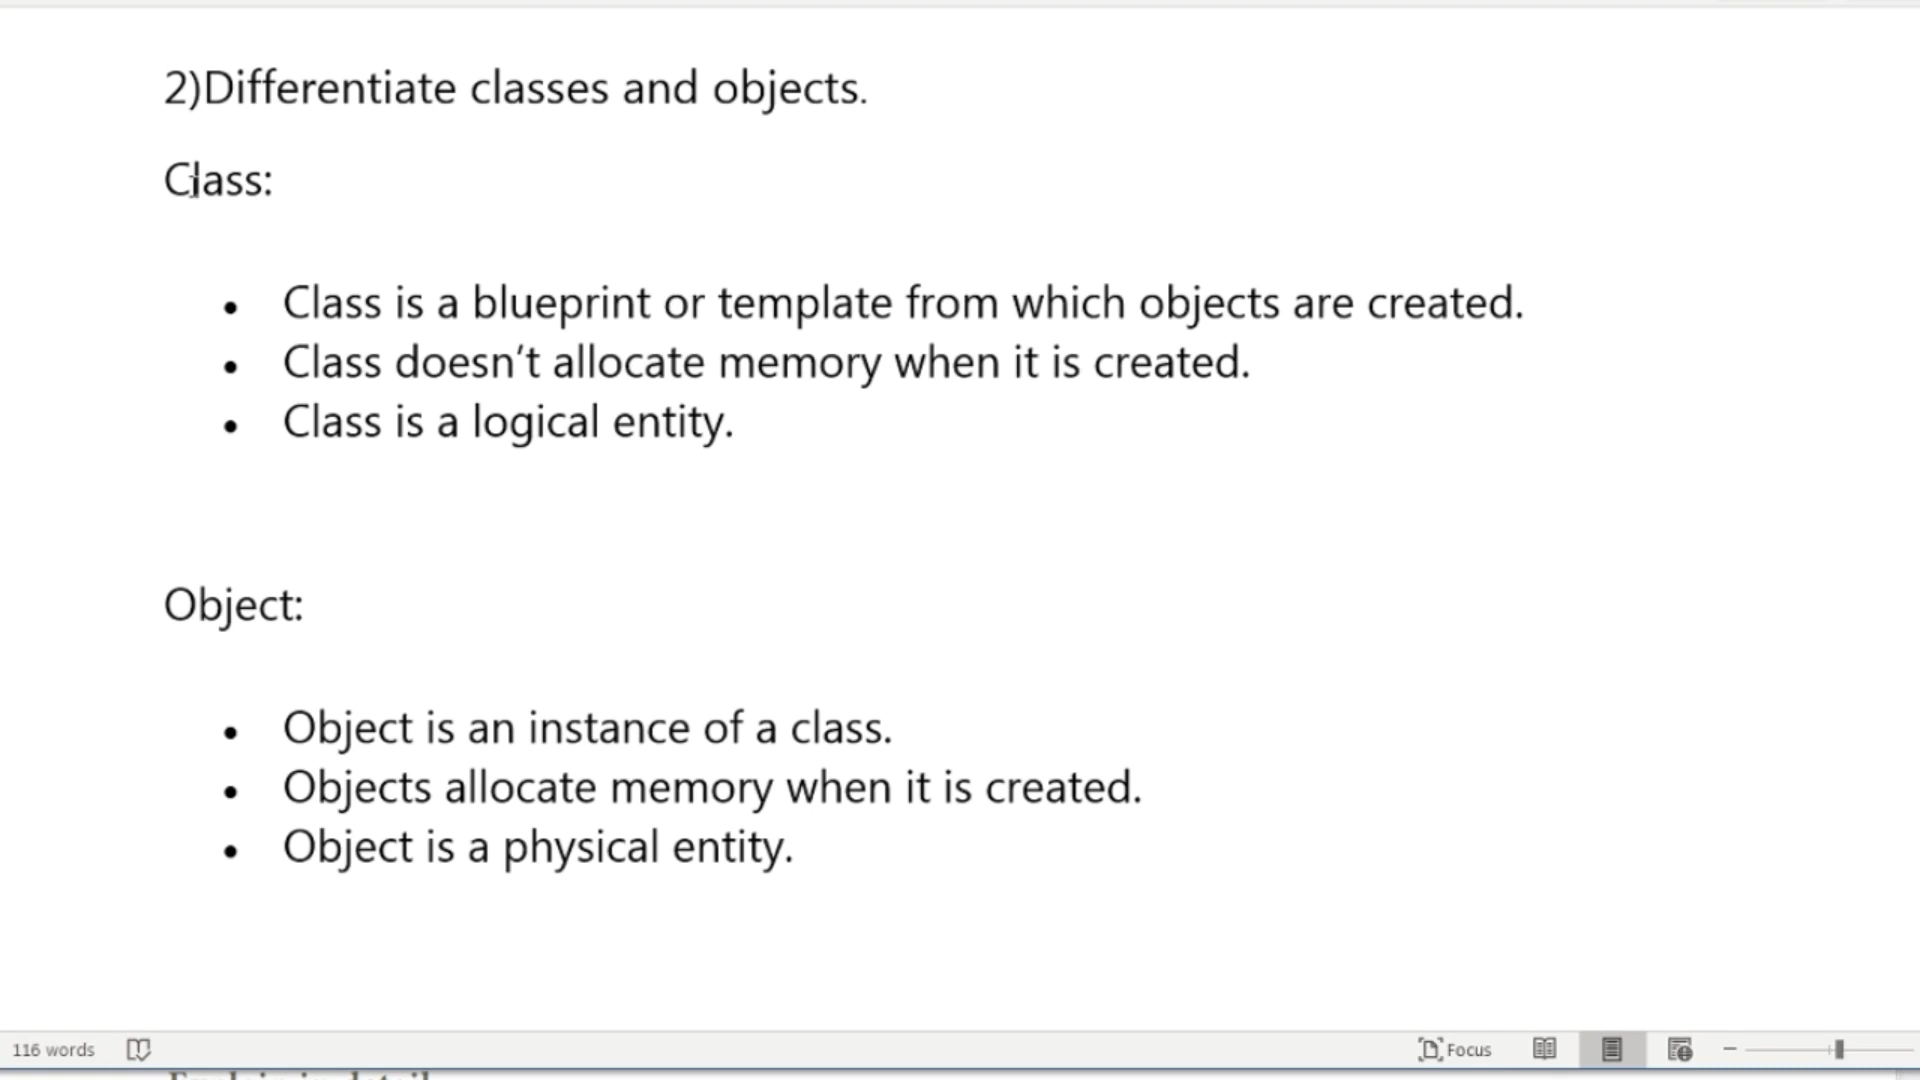 2)Differentiate classes and objects.
Class:
• Class is a blueprint or template from which objects are created.
• Class doesn’t allocate memory when it is created.
• Class is a logical entity.
Object:
• Object is an instance of a class.
• Objects allocate memory when it is created.
• Object is a physical entity.
116 words
Focus